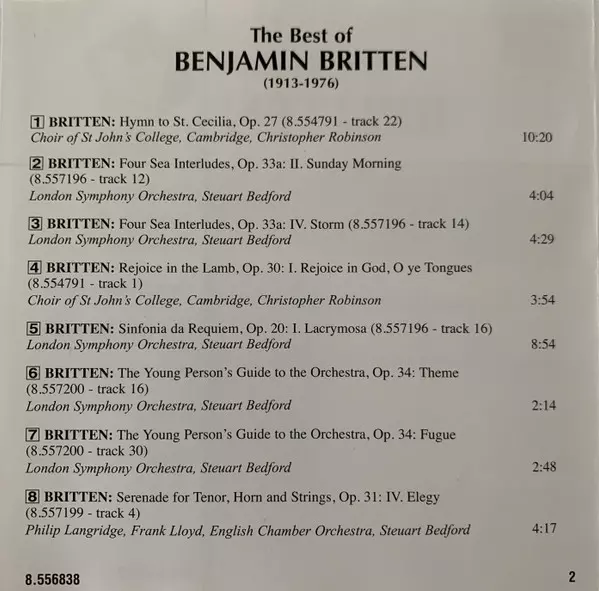 The Best of
BENJAMIN BRITTEN
(1913-1976)
1 BRITTEN: Hymn to St. Cecilia, Op. 27 (8.554791 - track 22)
Choir of St John's College, Cambridge, Christopher Robinson 10:20
2 BRITTEN: Four Sea Interludes, Op. 33a: II. Sunday Morning
(8.557196 - track 12)
London Symphony Orchestra, Steuart Bedford 4:04
3 BRITTEN: Four Sea Interludes, Op. 33a: IV. Storm (8.557196 - track 14)
London Symphony Orchestra, Steuart Bedford 4:29
4 BRITTEN: Rejoice in the Lamb, Op. 30: I. Rejoice in God, O ye Tongues
(8.554791 - track 1)
Choir of St John's College, Cambridge, Christopher Robinson 3:54
5 BRITTEN: Sinfonia da Requiem, Op. 20: I. Lacrymosa (8.557196 - track 16)
London Symphony Orchestra, Steuart Bedford 8:54
6 BRITTEN: The Young Person's Guide to the Orchestra, Op. 34: Theme
(8.557200 - track 16)
London Symphony Orchestra, Steuart Bedford 2:14
7 BRITTEN: The Young Person's Guide to the Orchestra, Op. 34: Fugue
(8.557200 - track 30)
London Symphony Orchestra, Steuart Bedford 2:48
8 BRITTEN: Serenade for Tenor, Horn and Strings, Op. 31: IV. Elegy
(8.557199 - track 4)
Philip Langridge, Frank Lloyd, English Chamber Orchestra, Steuart Bedford 4:17
8.556838 2